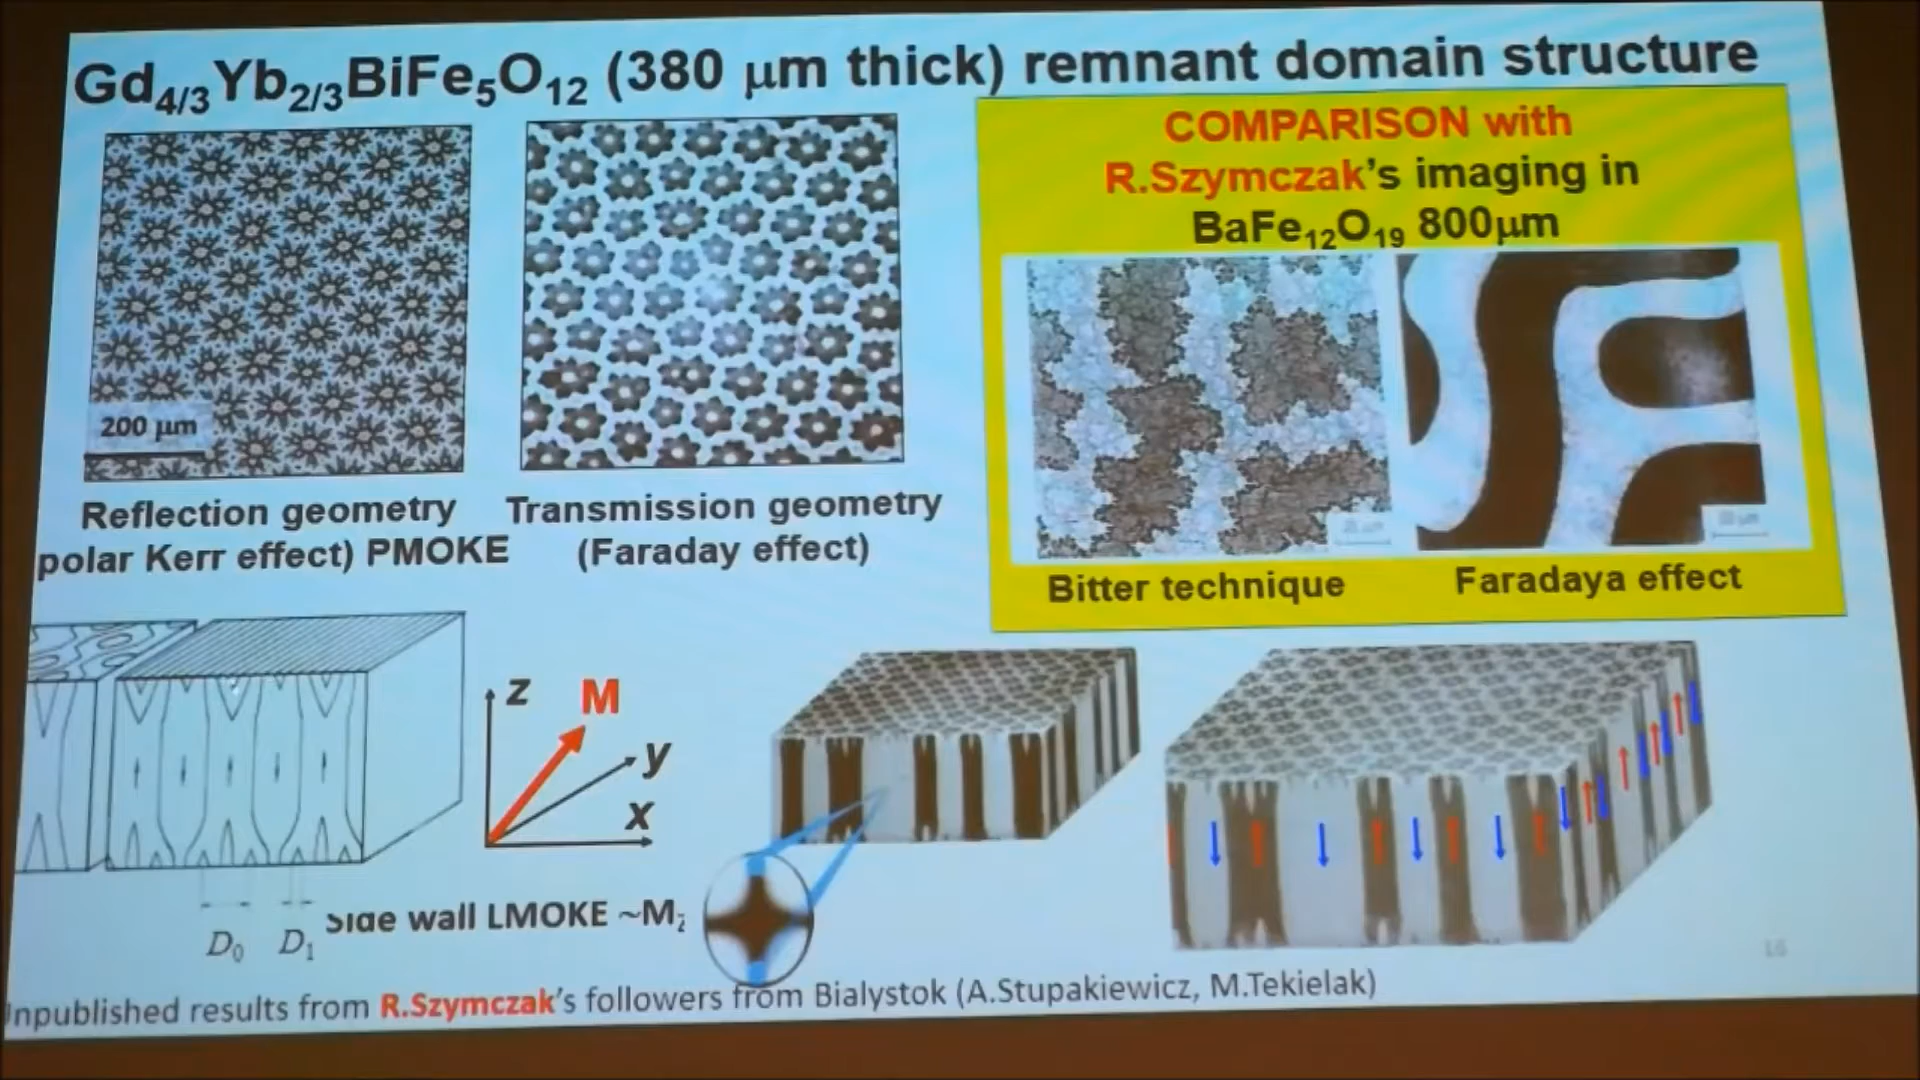 Gd4/3Yb2/3BiFe5O12 (380 μm thick) remnant domain structure
200 μm
Reflection geometry
polar Kerr effect) PMOKE
Transmission geometry
(Faraday effect)
COMPARISON with
R.Szymczak's imaging in
BaFe12O19 800μm
Bitter technique
Faradaya effect
z
M
y
x
D0
D1
Side wall LMOKE ~Mz
npublished results from R.Szymczak's followers from Bialystok (A.Stupakiewicz, M.Tekielak)
16